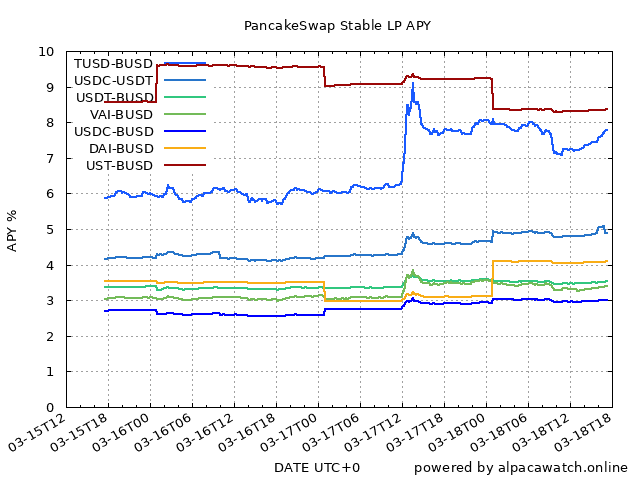 PancakeSwap Stable LP APY
10
9
8
7
6
5
4
3
2
1
0
APY %
TUSD-BUSD
USDC-USDT
USDT-BUSD
VAI-BUSD
USDC-BUSD
DAI-BUSD
UST-BUSD
03-15T12
03-15T18
03-16T00
03-16T06
03-16T12
03-16T18
03-17T00
03-17T06
03-17T12
03-17T18
03-18T00
03-18T06
03-18T12
03-18T18
DATE UTC+0
powered by alpacawatch.online